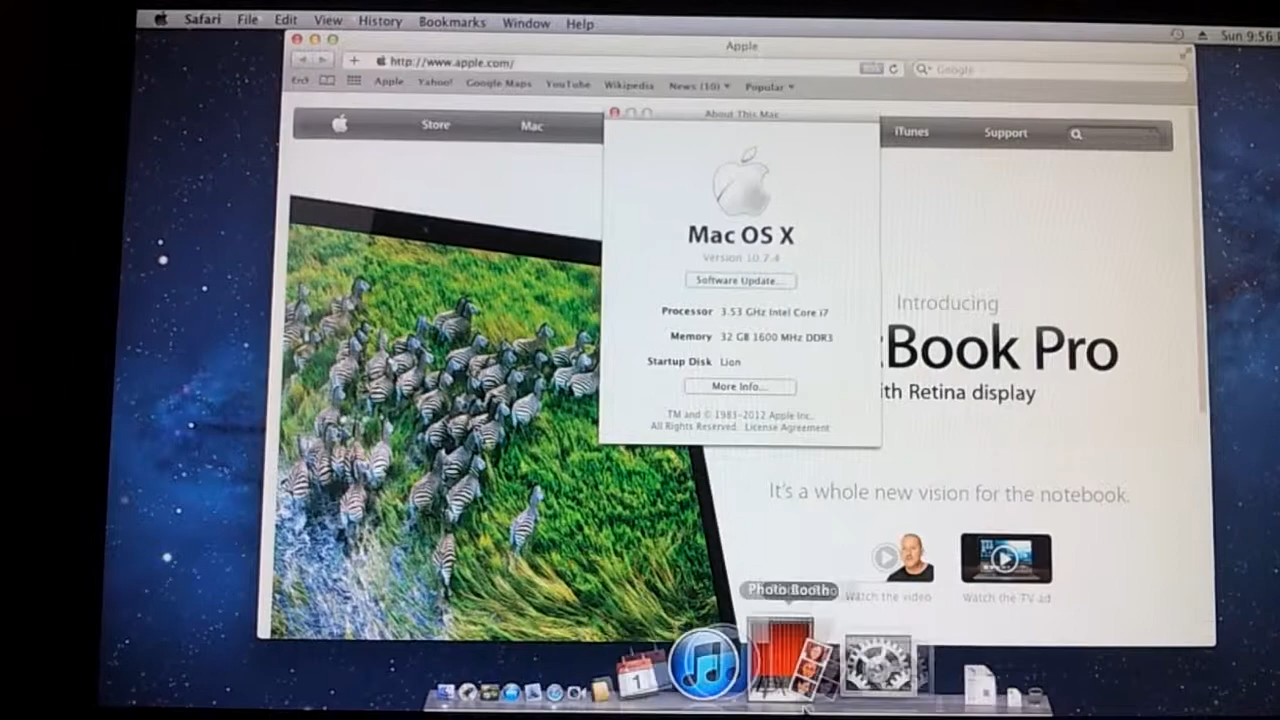 Safari File Edit View History Bookmarks Window Help
Sun 9:56
Apple
http://www.apple.com/
Google
Apple Yahoo! Google Maps YouTube Wikipedia News (10) Popular
Store Mac iTunes Support
About This Mac
Mac OS X
Version 10.7.4
Software Update...
Processor 3.53 GHz Intel Core i7
Memory 32 GB 1600 MHz DDR3
Startup Disk Lion
More Info...
TM and © 1983-2012 Apple Inc.
All Rights Reserved. License Agreement
Introducing
Book Pro
ith Retina display
It's a whole new vision for the notebook.
Watch the video
Watch the TV ad
Photo Booth
1